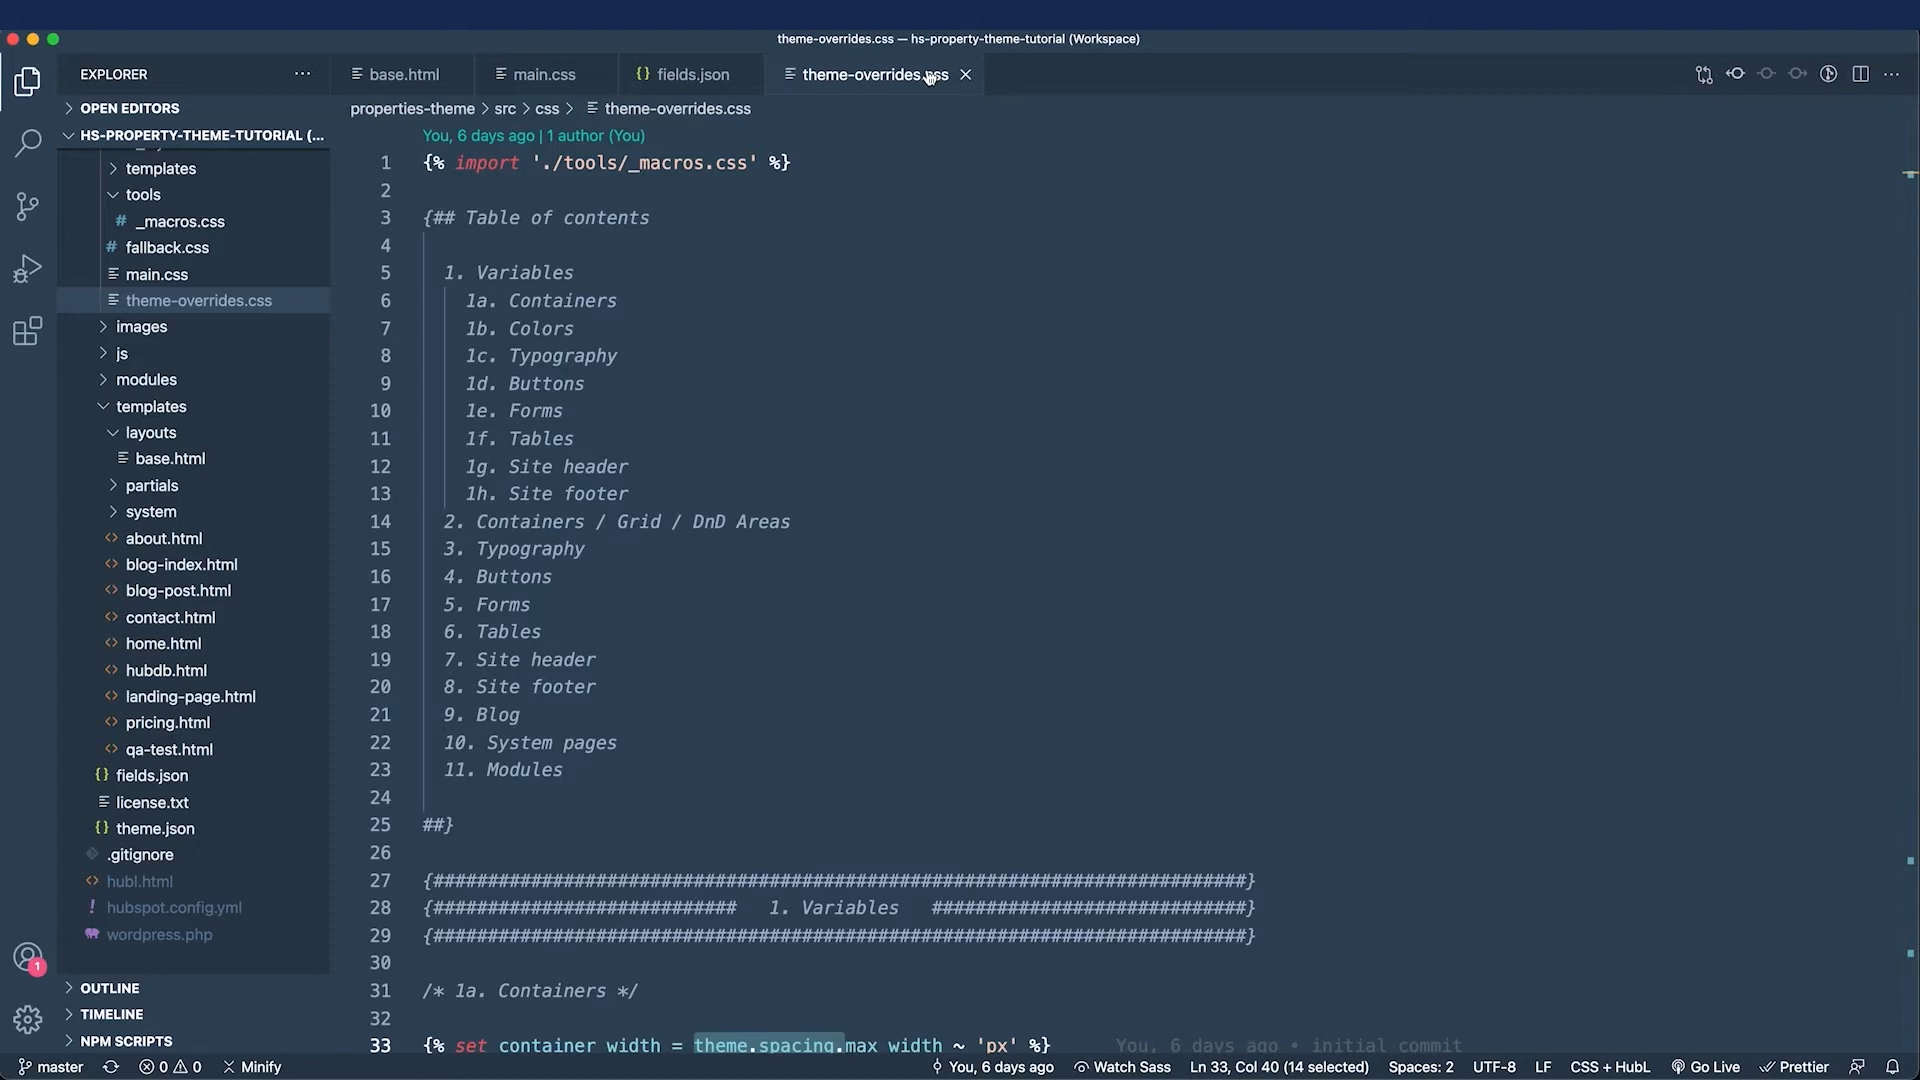 theme-overrides.css — hs-property-theme-tutorial (Workspace)
EXPLORER
base.html
main.css
{} fields.json
theme-overrides.css
OPEN EDITORS
HS-PROPERTY-THEME-TUTORIAL (...
templates
tools
# _macros.css
# fallback.css
main.css
theme-overrides.css
images
js
modules
templates
layouts
base.html
partials
system
<> about.html
<> blog-index.html
<> blog-post.html
<> contact.html
<> home.html
<> hubdb.html
<> landing-page.html
<> pricing.html
<> qa-test.html
{} fields.json
license.txt
{} theme.json
.gitignore
<> hubl.html
! hubspot.config.yml
wordpress.php
OUTLINE
TIMELINE
NPM SCRIPTS
1
properties-theme > src > css > theme-overrides.css
You, 6 days ago | 1 author (You)
1 {% import './tools/_macros.css' %}
2
3 {## Table of contents
4
5 1. Variables
6 1a. Containers
7 1b. Colors
8 1c. Typography
9 1d. Buttons
10 1e. Forms
11 1f. Tables
12 1g. Site header
13 1h. Site footer
14 2. Containers / Grid / DnD Areas
15 3. Typography
16 4. Buttons
17 5. Forms
18 6. Tables
19 7. Site header
20 8. Site footer
21 9. Blog
22 10. System pages
23 11. Modules
24
25 ##}
26
27 {###########################################################################}
28 {############################ 1. Variables #############################}
29 {###########################################################################}
30
31 /* 1a. Containers */
32
33 {% set container_width = theme.spacing.max_width ~ 'px' %} You, 6 days ago • initial commit
master 0 0 Minify You, 6 days ago Watch Sass Ln 33, Col 40 (14 selected) Spaces: 2 UTF-8 LF CSS + HubL Go Live Prettier